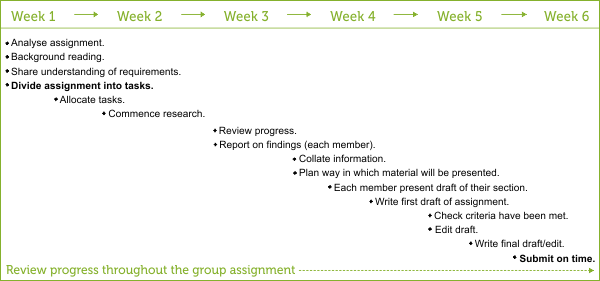 Week 1 Week 2 Week 3 Week 4 Week 5 Week 6
Analyse assignment.
Background reading.
Share understanding of requirements.
Divide assignment into tasks.
Allocate tasks.
Commence research.
Review progress.
Report on findings (each member).
Collate information.
Plan way in which material will be presented.
Each member present draft of their section.
Write first draft of assignment.
Check criteria have been met.
Edit draft.
Write final draft/edit.
Submit on time.
Review progress throughout the group assignment